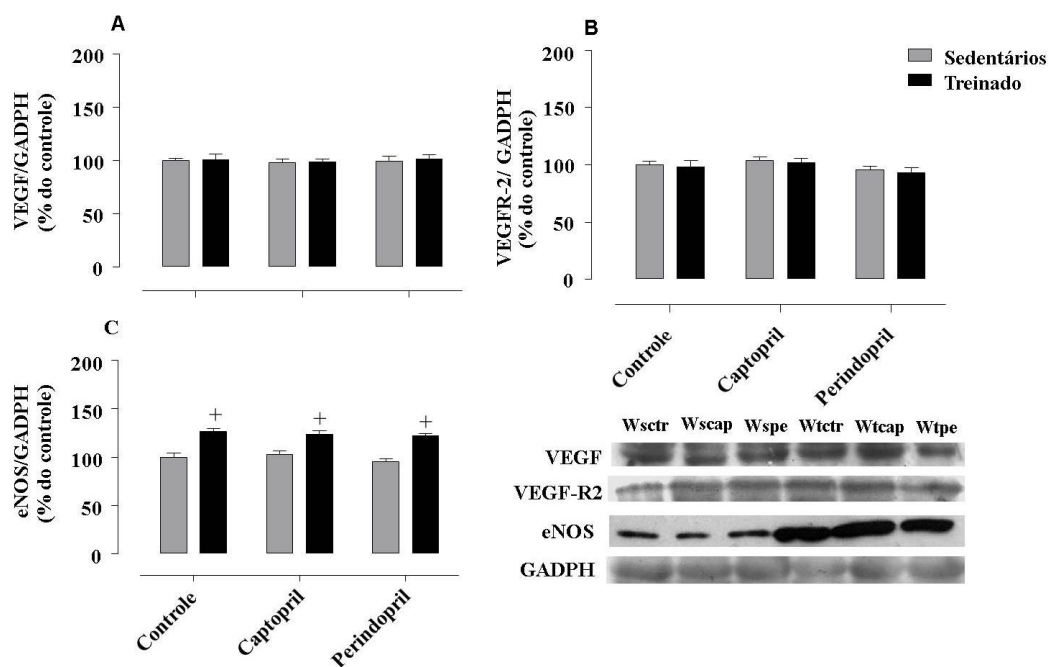 A
VEGF/GADPH
(% do controle)
200
150
100
50
0
B
VEGFR-2/ GADPH
(% do controle)
200
150
100
50
0
Controle
Captopril
Perindopril
Sedentários
Treinado
C
eNOS/GADPH
(% do controle)
200
150
100
50
0
+
+
+
Controle
Captopril
Perindopril
Wsctr Wscap Wspe Wtctr Wtcap Wtpe
VEGF
VEGF-R2
eNOS
GADPH